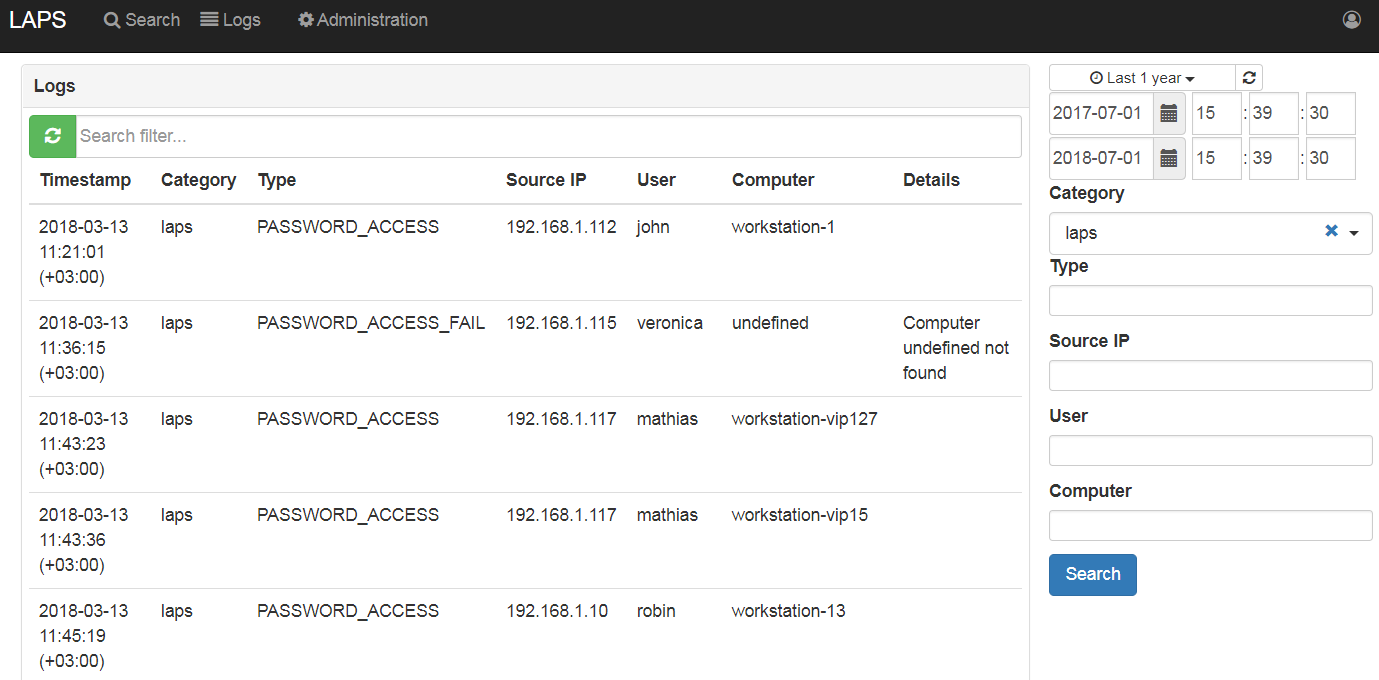 LAPS Search Logs Administration
Logs
Search filter...
Timestamp Category Type Source IP User Computer Details
2018-03-13 laps PASSWORD_ACCESS 192.168.1.112 john workstation-1
11:21:01
(+03:00)
2018-03-13 laps PASSWORD_ACCESS_FAIL 192.168.1.115 veronica undefined Computer
11:36:15 undefined not
(+03:00) found
2018-03-13 laps PASSWORD_ACCESS 192.168.1.117 mathias workstation-vip127
11:43:23
(+03:00)
2018-03-13 laps PASSWORD_ACCESS 192.168.1.117 mathias workstation-vip15
11:43:36
(+03:00)
2018-03-13 laps PASSWORD_ACCESS 192.168.1.10 robin workstation-13
11:45:19
(+03:00)
Last 1 year
2017-07-01 15 : 39 : 30
2018-07-01 15 : 39 : 30
Category
laps
Type
Source IP
User
Computer
Search